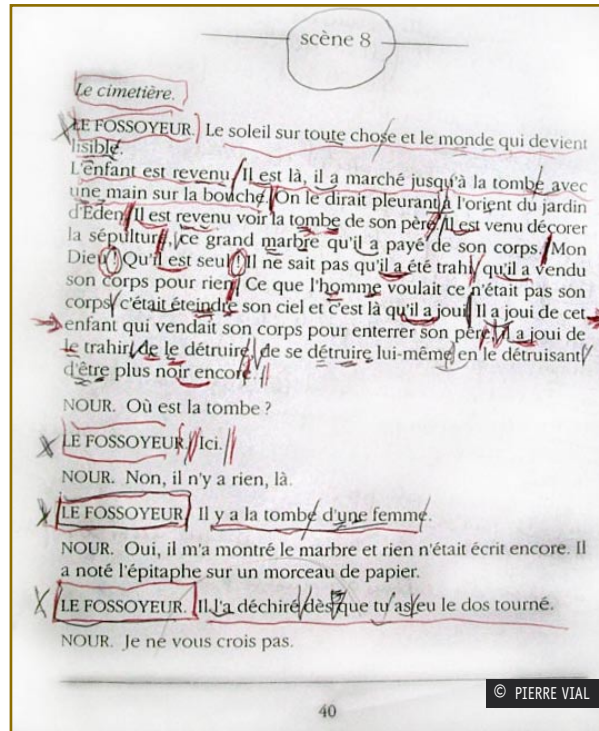 scène 8
Le cimetière.
LE FOSSOYEUR. Le soleil sur toute chose et le monde qui devient
lisible.
L'enfant est revenu. Il est là, il a marché jusqu'à la tombe, avec
une main sur la bouche. On le dirait pleurant à l'orient du jardin
d'Eden. Il est revenu voir la tombe de son père. Il est venu décorer
la sépulture, ce grand marbre qu'il a payé de son corps. Mon
Dieu ! Qu'il est seul ! Il ne sait pas qu'il a été trahi, qu'il a vendu
son corps pour rien. Ce que l'homme voulait ce n'était pas son
corps, c'était éteindre son ciel et c'est là qu'il a joui. Il a joui de cet
enfant qui vendait son corps pour enterrer son père. Il a joui de
le trahir, de le détruire, de se détruire lui-même en le détruisant,
d'être plus noir encore.
NOUR. Où est la tombe ?
LE FOSSOYEUR. Ici.
NOUR. Non, il n'y a rien, là.
LE FOSSOYEUR. Il y a la tombe d'une femme.
NOUR. Oui, il m'a montré le marbre et rien n'était écrit encore. Il
a noté l'épitaphe sur un morceau de papier.
LE FOSSOYEUR. Il l'a déchiré dès que tu as eu le dos tourné.
NOUR. Je ne vous crois pas.
40
© PIERRE VIAL